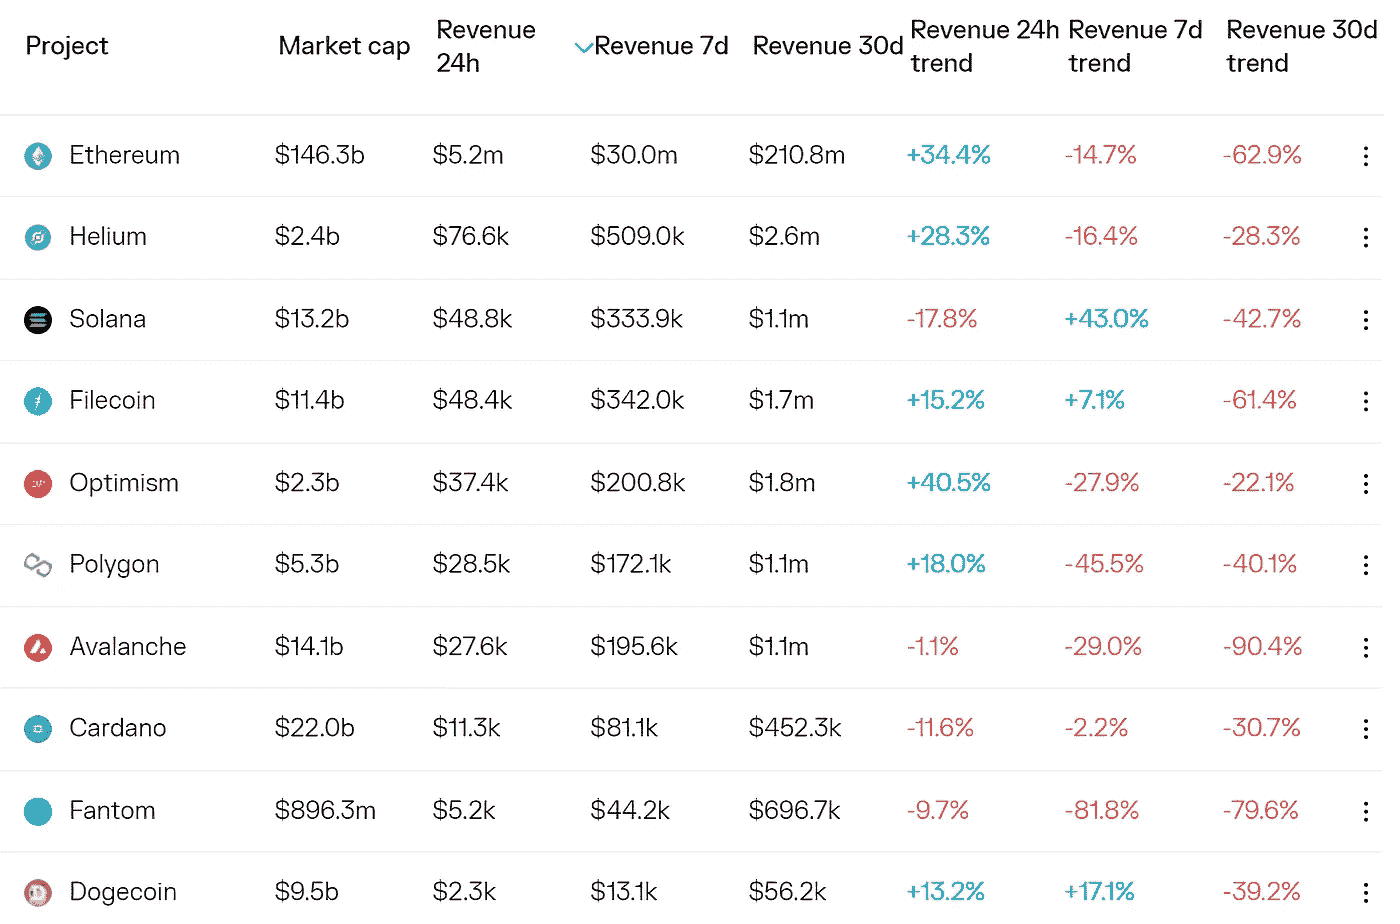 Project Market cap Revenue 24h Revenue 7d Revenue 30d Revenue 24h trend Revenue 7d trend Revenue 30d trend
Ethereum $146.3b $5.2m $30.0m $210.8m +34.4% -14.7% -62.9%
Helium $2.4b $76.6k $509.0k $2.6m +28.3% -16.4% -28.3%
Solana $13.2b $48.8k $333.9k $1.1m -17.8% +43.0% -42.7%
Filecoin $11.4b $48.4k $342.0k $1.7m +15.2% +7.1% -61.4%
Optimism $2.3b $37.4k $200.8k $1.8m +40.5% -27.9% -22.1%
Polygon $5.3b $28.5k $172.1k $1.1m +18.0% -45.5% -40.1%
Avalanche $14.1b $27.6k $195.6k $1.1m -1.1% -29.0% -90.4%
Cardano $22.0b $11.3k $81.1k $452.3k -11.6% -2.2% -30.7%
Fantom $896.3m $5.2k $44.2k $696.7k -9.7% -81.8% -79.6%
Dogecoin $9.5b $2.3k $13.1k $56.2k +13.2% +17.1% -39.2%